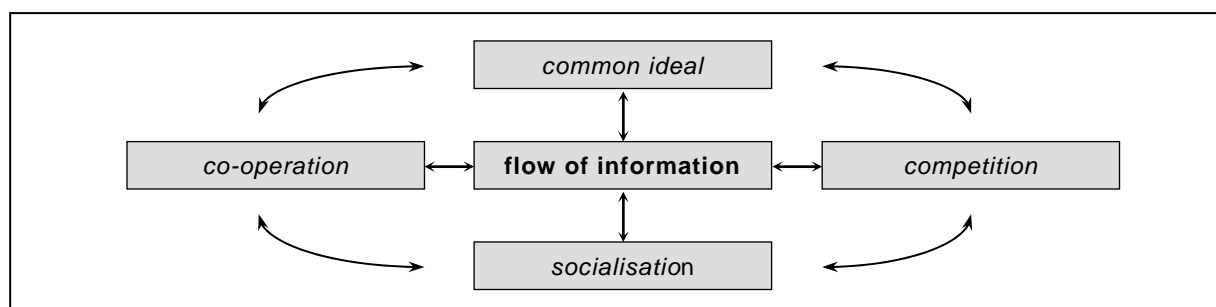 common ideal
co-operation flow of information competition
socialisation